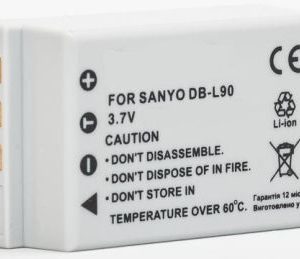 FOR SANYO DB-L90
3.7V
CAUTION
• DON'T DISASSEMBLE.
• DON'T DISPOSE OF IN FIRE.
• DON'T STORE IN
TEMPERATURE OVER 60°C.
CE
Li-ion
Гарантія 12 міс
Виготовлено у